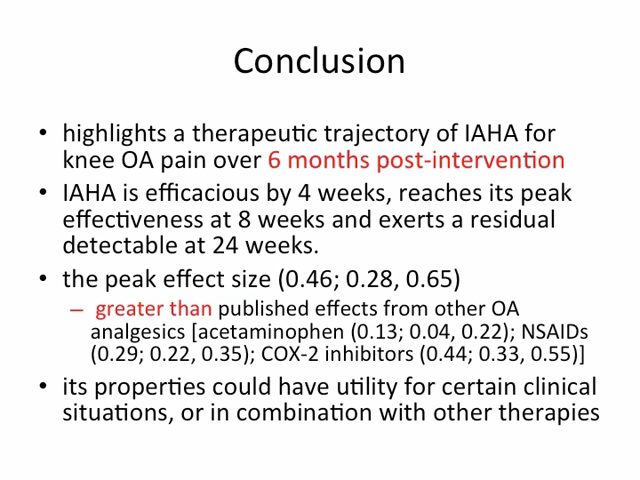 Conclusion
• highlights a therapeutic trajectory of IAHA for
knee OA pain over 6 months post-intervention
• IAHA is efficacious by 4 weeks, reaches its peak
effectiveness at 8 weeks and exerts a residual
detectable at 24 weeks.
• the peak effect size (0.46; 0.28, 0.65)
– greater than published effects from other OA
analgesics [acetaminophen (0.13; 0.04, 0.22); NSAIDs
(0.29; 0.22, 0.35); COX-2 inhibitors (0.44; 0.33, 0.55)]
• its properties could have utility for certain clinical
situations, or in combination with other therapies